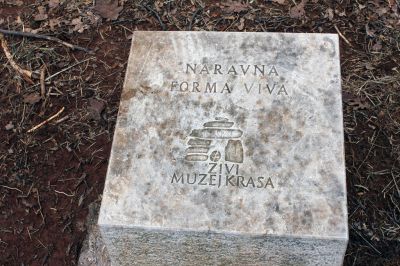 NARAVNA
FORMA VIVA
ŽIVI
MUZEJ KRASA